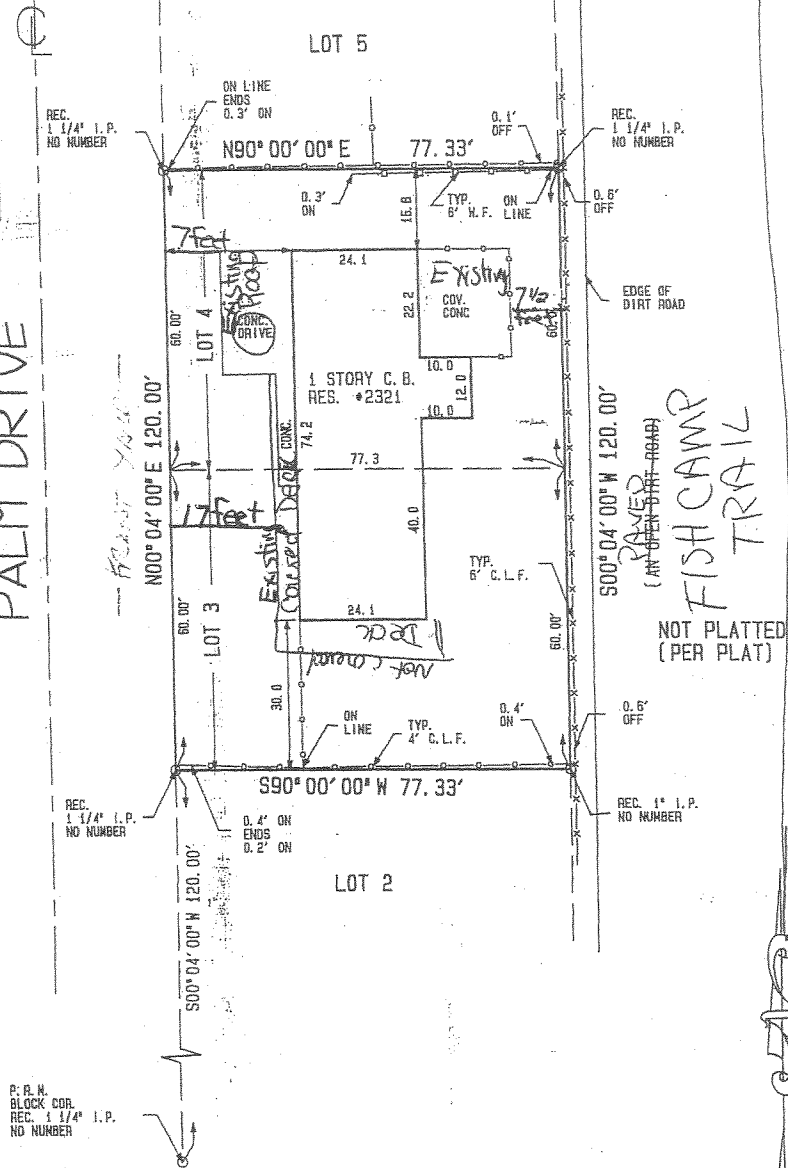 LOT 5
ON LINE
ENDS
0.3' ON
REC.
1 1/4" I.P.
NO NUMBER
0.1'
OFF
REC.
1 1/4" I.P.
NO NUMBER
N90°00'00" E 77.33'
0.3'
ON
TYP.
6' W.F.
ON
LINE
0.6'
OFF
16.8
7 Feet
24.1
Existing
Roof
CONC.
DRIVE
Existing
COV.
CONC
22.2
7 1/2
feet
60.00'
EDGE OF
DIRT ROAD
60.00'
LOT 4
PALM DRIVE
10.0
12.0
10.0
1 STORY C.B.
RES. #2321
74.2
CONC.
77.3
N00°04'00" E 120.00'
S00°04'00" W 120.00'
PAVED
(AN OPEN DIRT ROAD)
FISH CAMP
TRAIL
17 Feet
Existing
Covered Deck
40.0
TYP.
6' C.L.F.
60.00'
LOT 3
24.1
Deck
Not Covered
60.00'
NOT PLATTED
(PER PLAT)
30.0
ON
LINE
TYP.
4' C.L.F.
0.4'
ON
0.6'
OFF
S90°00'00" W 77.33'
REC.
1 1/4" I.P.
NO NUMBER
0.4' ON
ENDS
0.2' ON
REC. 1" I.P.
NO NUMBER
LOT 2
S00°04'00" W 120.00'
P.R.M.
BLOCK COR.
REC. 1 1/4" I.P.
NO NUMBER